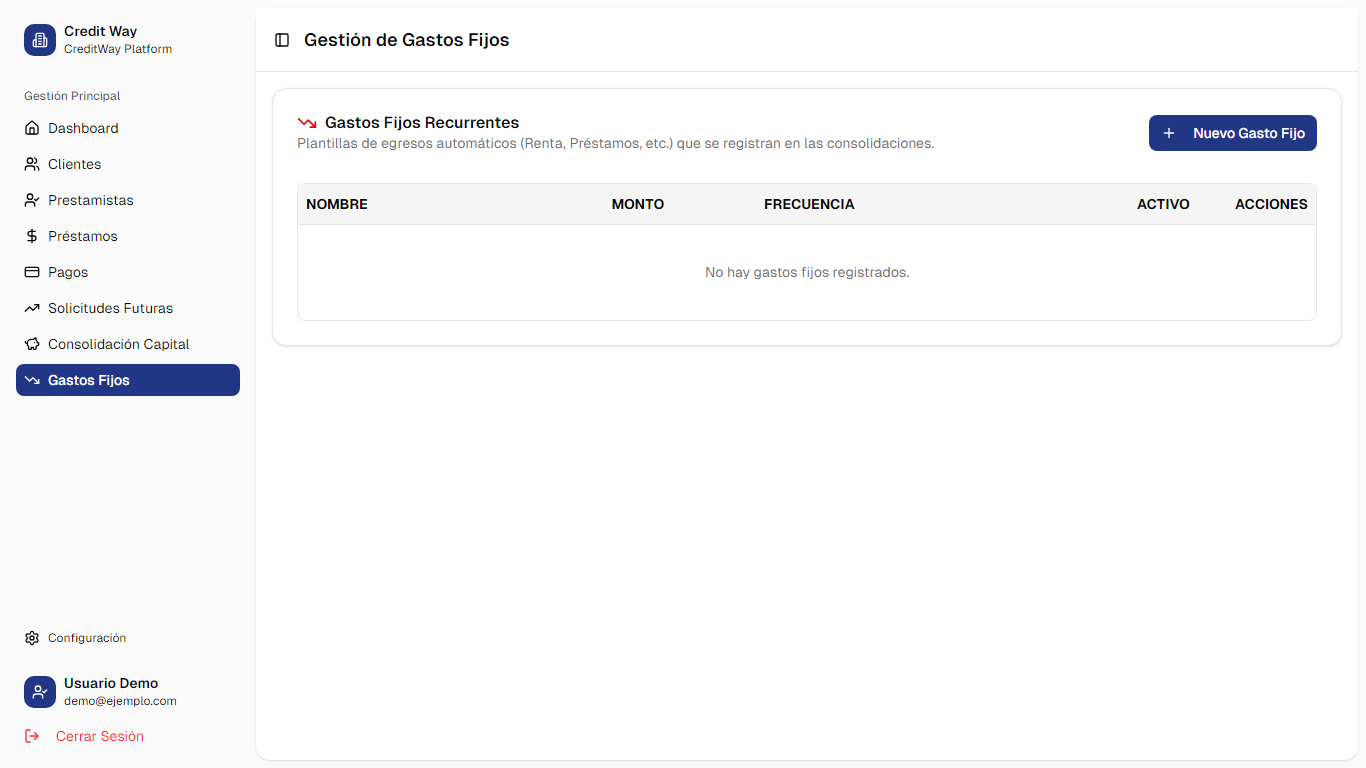 Credit Way
CreditWay Platform
Gestión Principal
Dashboard
Clientes
Prestamistas
Préstamos
Pagos
Solicitudes Futuras
Consolidación Capital
Gastos Fijos
Configuración
Usuario Demo
demo@ejemplo.com
Cerrar Sesión
Gestión de Gastos Fijos
Gastos Fijos Recurrentes
Plantillas de egresos automáticos (Renta, Préstamos, etc.) que se registran en las consolidaciones.
Nuevo Gasto Fijo
NOMBRE MONTO FRECUENCIA ACTIVO ACCIONES
No hay gastos fijos registrados.